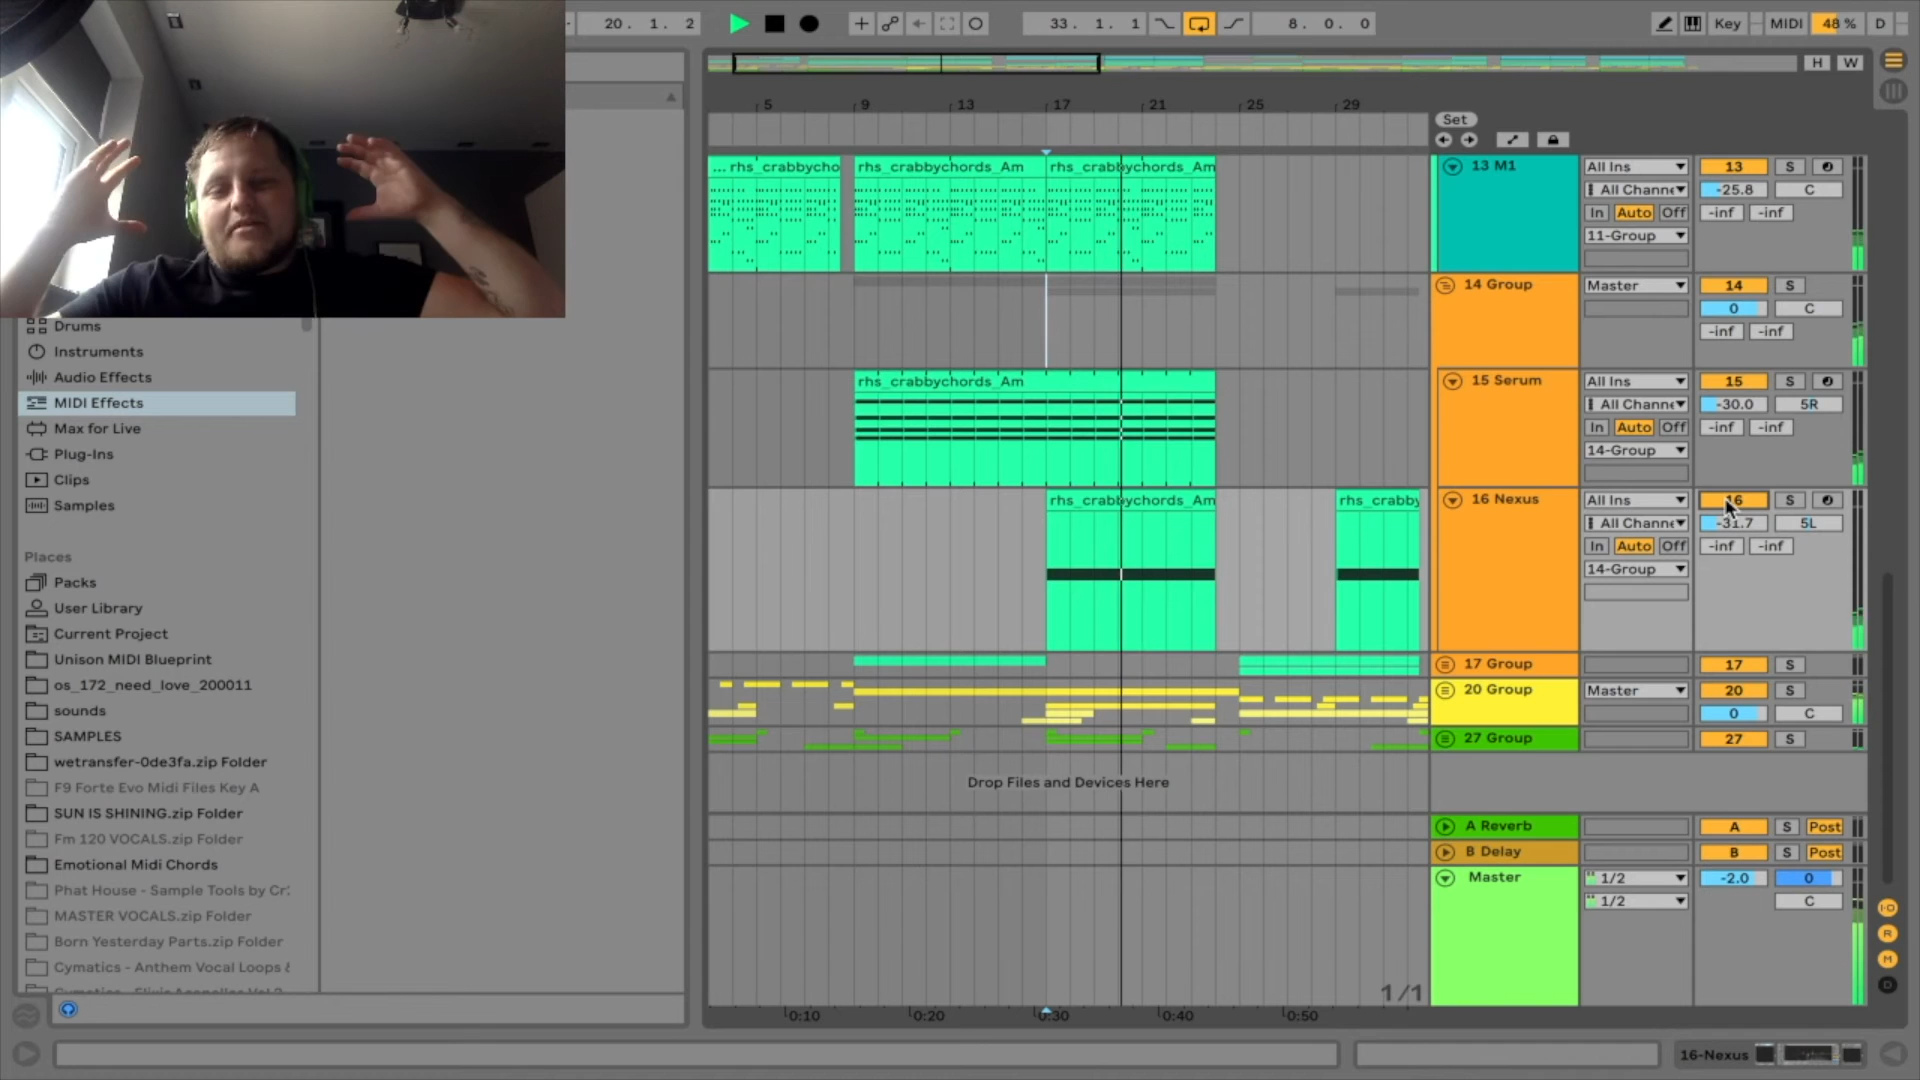 20. 1. 2
33. 1. 1
8. 0. 0
Key
MIDI
48 %
D
H
W
5 9 13 17 21 25 29
Set
... rhs_crabbycho
rhs_crabbychords_Am
rhs_crabbychords_Am
13 M1
All Ins
13
S
All Channe
-25.8
C
In
Auto
Off
-inf
-inf
11-Group
14 Group
Master
14
S
0
C
-inf
-inf
rhs_crabbychords_Am
15 Serum
All Ins
15
S
All Channe
-30.0
5R
In
Auto
Off
-inf
-inf
14-Group
rhs_crabbychords_Am
rhs_crabby
16 Nexus
All Ins
16
S
All Channe
-31.7
5L
In
Auto
Off
-inf
-inf
14-Group
17 Group
17
S
20 Group
Master
20
S
0
C
27 Group
27
S
Drop Files and Devices Here
A Reverb
A
S
Post
B Delay
B
S
Post
Master
1/2
-2.0
0
1/2
C
1/1
0:10
0:20
0:30
0:40
0:50
I·O
R
M
D
Drums
Instruments
Audio Effects
MIDI Effects
Max for Live
Plug-Ins
Clips
Samples
Places
Packs
User Library
Current Project
Unison MIDI Blueprint
os_172_need_love_200011
sounds
SAMPLES
wetransfer-0de3fa.zip Folder
F9 Forte Evo Midi Files Key A
SUN IS SHINING.zip Folder
Fm 120 VOCALS.zip Folder
Emotional Midi Chords
Phat House - Sample Tools by Cr
MASTER VOCALS.zip Folder
Born Yesterday Parts.zip Folder
Cymatics - Anthem Vocal Loops &
16-Nexus